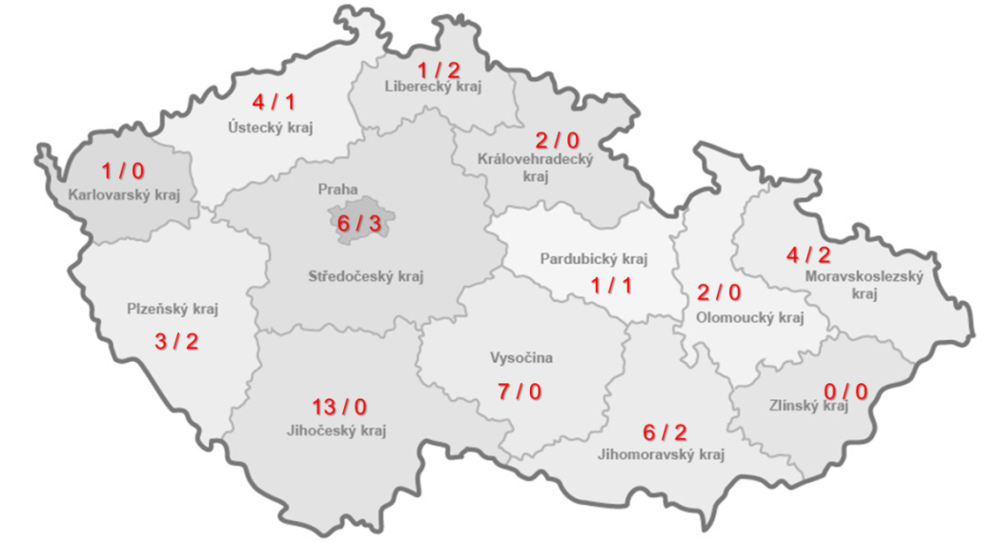 1 / 2
Liberecký kraj
4 / 1
Ústecký kraj
2 / 0
Královehradecký
kraj
1 / 0
Karlovarský kraj
Praha
6 / 3
Středočeský kraj
Pardubický kraj
1 / 1
4 / 2
Moravskoslezský
kraj
2 / 0
Olomoucký kraj
Plzeňský kraj
3 / 2
Vysočina
7 / 0
0 / 0
Zlínský kraj
13 / 0
Jihočeský kraj
6 / 2
Jihomoravský kraj